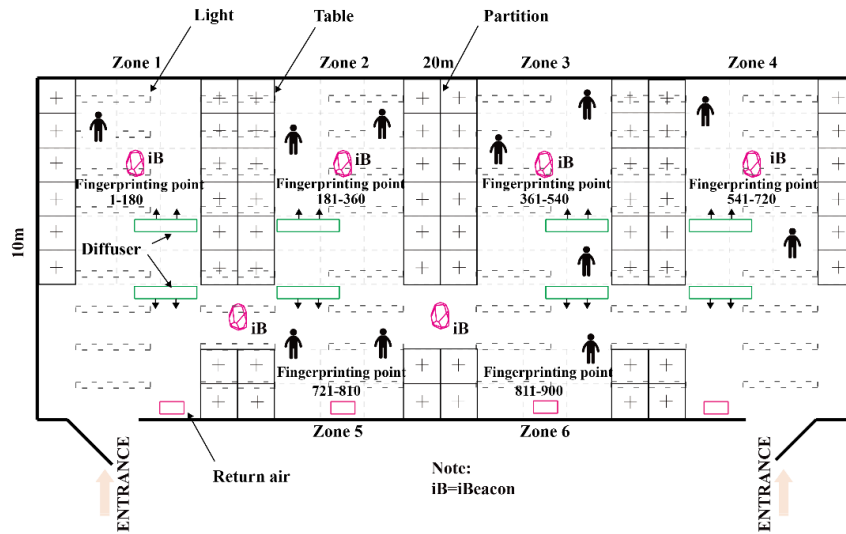 Light
Table
Partition
Zone 1
Zone 2
20m
Zone 3
Zone 4
iB
iB
iB
iB
Fingerprinting point
1-180
Fingerprinting point
181-360
Fingerprinting point
361-540
Fingerprinting point
541-720
10m
Diffuser
iB
iB
Fingerprinting point
721-810
Fingerprinting point
811-900
Zone 5
Zone 6
ENTRANCE
Return air
Note:
iB=iBeacon
ENTRANCE